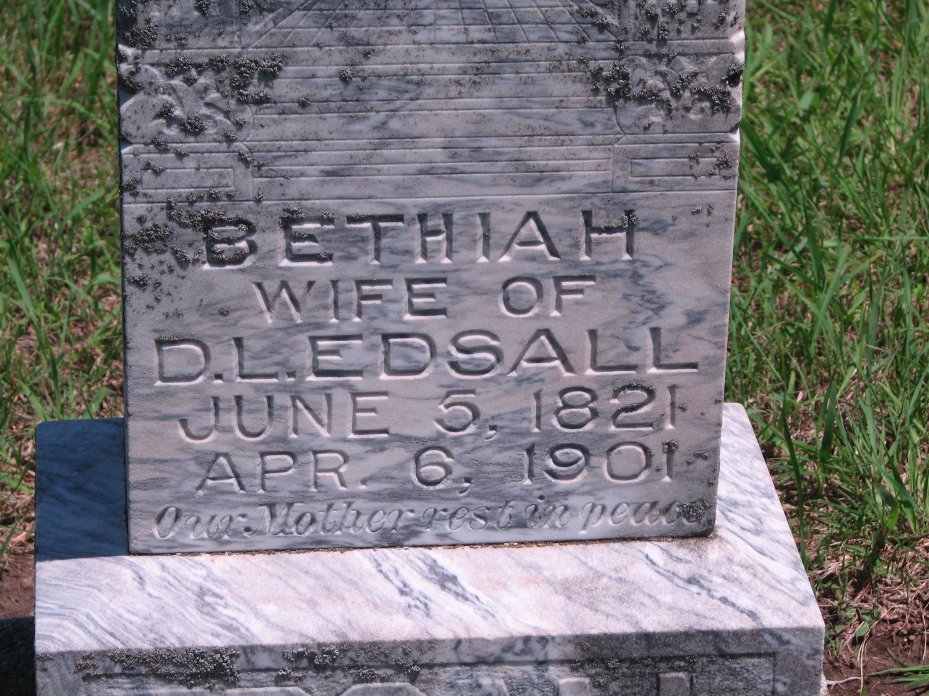 BETHIAH
WIFE OF
D.L. EDSALL
JUNE 5, 1821
APR. 6, 1901
Our Mother rest in peace